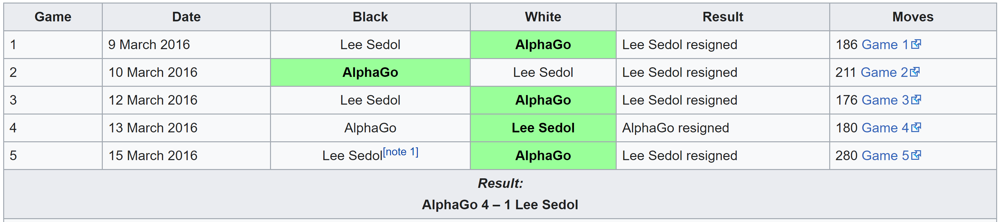 Game Date Black White Result Moves
1 9 March 2016 Lee Sedol AlphaGo Lee Sedol resigned 186 Game 1
2 10 March 2016 AlphaGo Lee Sedol Lee Sedol resigned 211 Game 2
3 12 March 2016 Lee Sedol AlphaGo Lee Sedol resigned 176 Game 3
4 13 March 2016 AlphaGo Lee Sedol AlphaGo resigned 180 Game 4
5 15 March 2016 Lee Sedol[note 1] AlphaGo Lee Sedol resigned 280 Game 5
Result:
AlphaGo 4 – 1 Lee Sedol